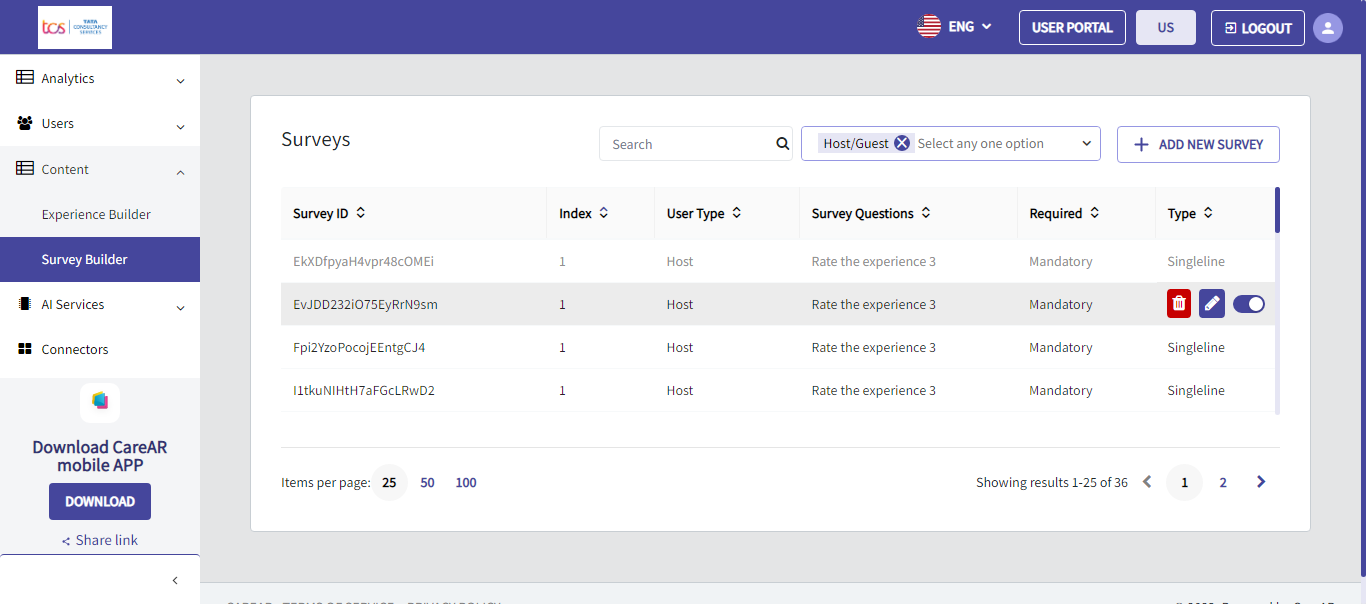 tcs TATA CONSULTANCY SERVICES
ENG
USER PORTAL
US
LOGOUT
Analytics
Users
Content
Experience Builder
Survey Builder
AI Services
Connectors
Download CareAR
mobile APP
DOWNLOAD
Share link
Surveys
Search
Host/Guest Select any one option
ADD NEW SURVEY
Survey ID Index User Type Survey Questions Required Type
EkXDfpyaH4vpr48cOMEi 1 Host Rate the experience 3 Mandatory Singleline
EvJDD232iO75EyRrN9sm 1 Host Rate the experience 3 Mandatory
Fpi2YzoPocojEEntgCJ4 1 Host Rate the experience 3 Mandatory Singleline
I1tkuNIHtH7aFGcLRwD2 1 Host Rate the experience 3 Mandatory Singleline
Items per page: 25 50 100
Showing results 1-25 of 36 1 2